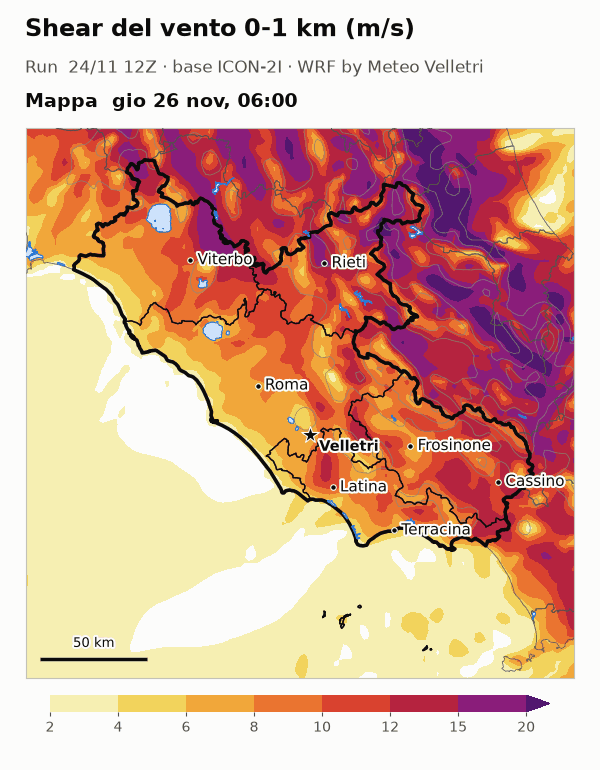 Shear del vento 0-1 km (m/s)
Run  24/11 12Z · base ICON-2I · WRF by Meteo Velletri
Mappa  gio 26 nov, 06:00
Viterbo
Rieti
Roma
Velletri
Frosinone
Cassino
Latina
Terracina
50 km
2 4 6 8 10 12 15 20